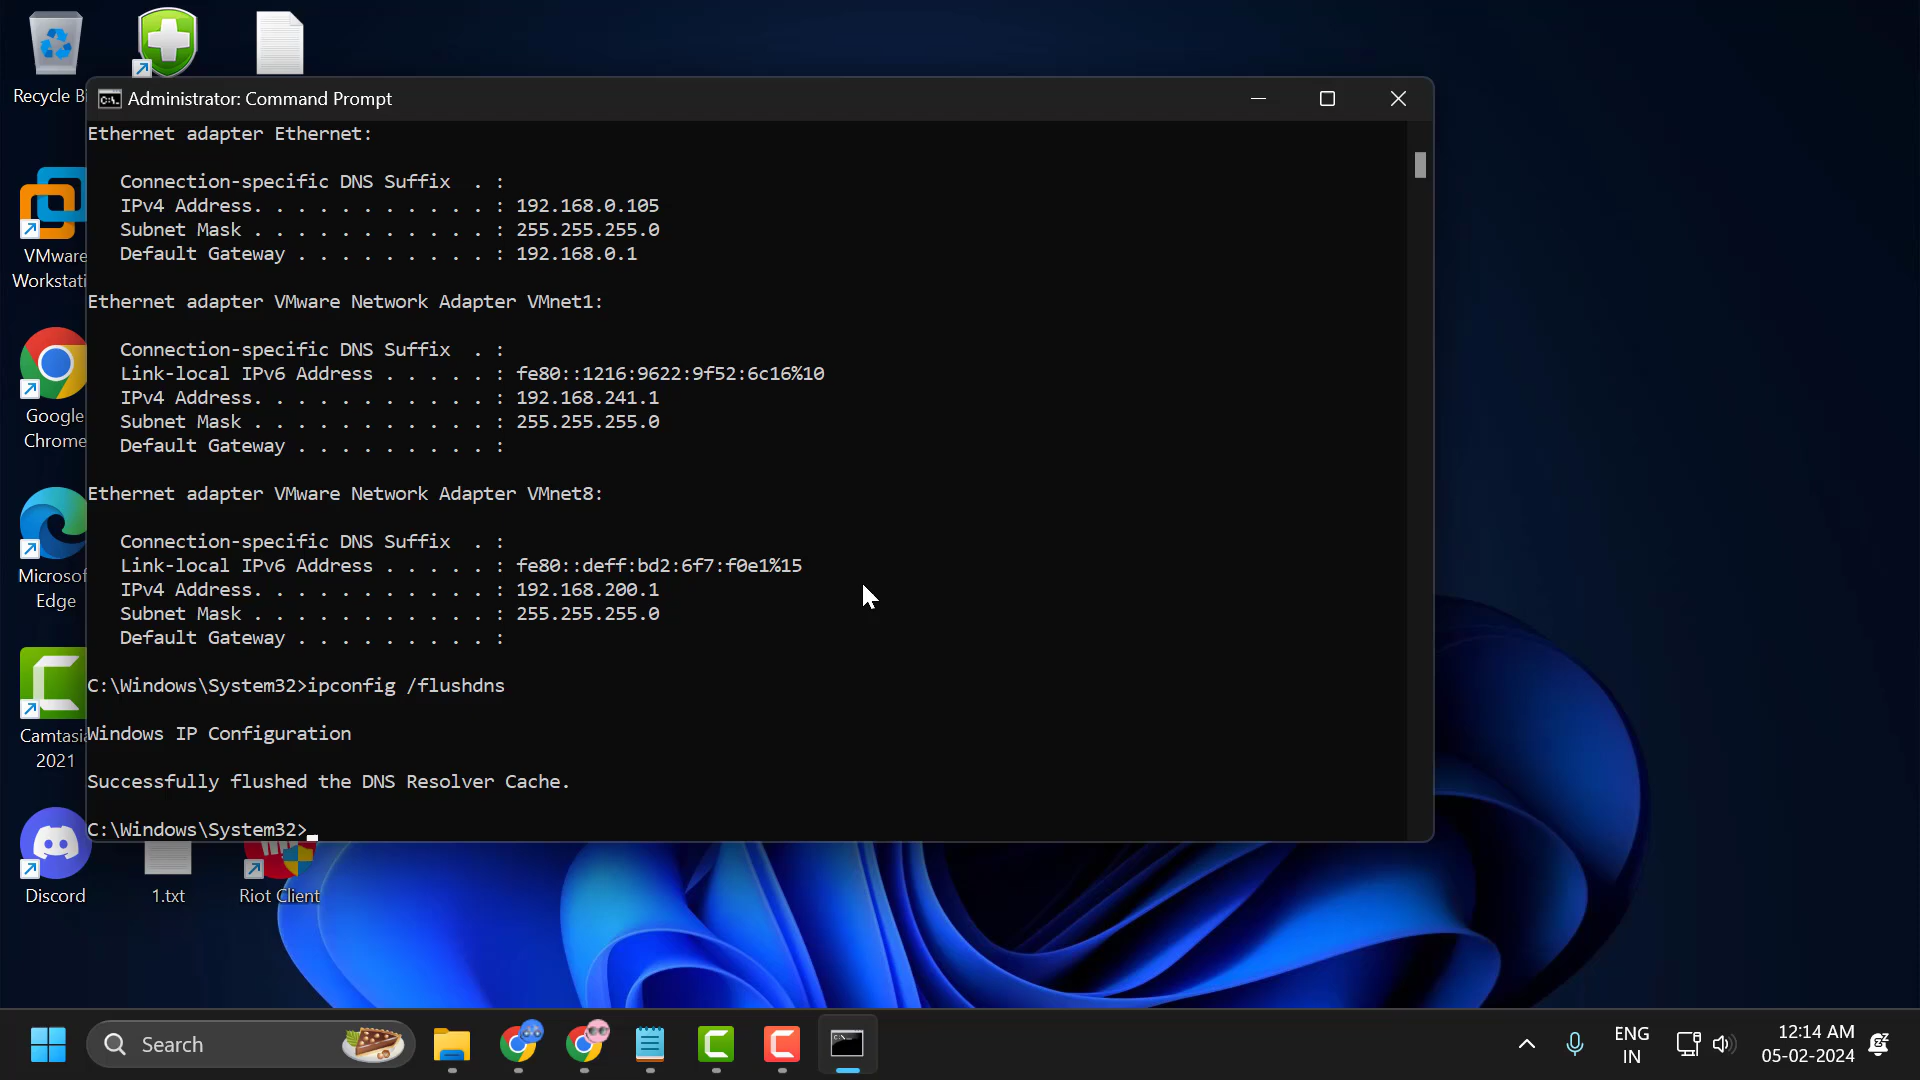 Recycle Bi
Administrator: Command Prompt
Ethernet adapter Ethernet:
Connection-specific DNS Suffix  . :
IPv4 Address. . . . . . . . . . . : 192.168.0.105
Subnet Mask . . . . . . . . . . . : 255.255.255.0
Default Gateway . . . . . . . . . : 192.168.0.1
Ethernet adapter VMware Network Adapter VMnet1:
Connection-specific DNS Suffix  . :
Link-local IPv6 Address . . . . . : fe80::1216:9622:9f52:6c16%10
IPv4 Address. . . . . . . . . . . : 192.168.241.1
Subnet Mask . . . . . . . . . . . : 255.255.255.0
Default Gateway . . . . . . . . . :
Ethernet adapter VMware Network Adapter VMnet8:
Connection-specific DNS Suffix  . :
Link-local IPv6 Address . . . . . : fe80::deff:bd2:6f7:f0e1%15
IPv4 Address. . . . . . . . . . . : 192.168.200.1
Subnet Mask . . . . . . . . . . . : 255.255.255.0
Default Gateway . . . . . . . . . :
C:\Windows\System32>ipconfig /flushdns
Windows IP Configuration
Successfully flushed the DNS Resolver Cache.
C:\Windows\System32>
VMware
Workstati
Google
Chrome
Microsof
Edge
Camtasia
2021
Discord
1.txt
Riot Client
Search
ENG
IN
12:14 AM
05-02-2024